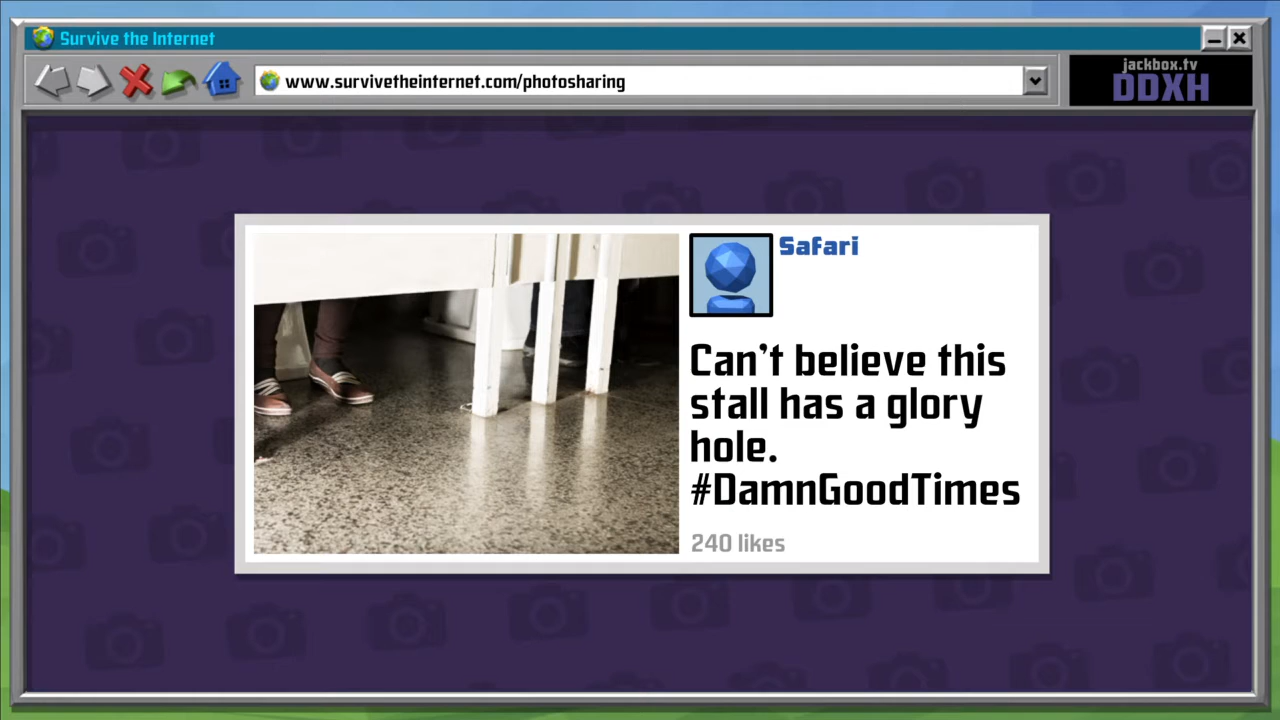 Survive the Internet
www.survivetheinternet.com/photosharing
jackbox.tv
DDXH
Safari
Can't believe this
stall has a glory
hole.
#DamnGoodTimes
240 likes